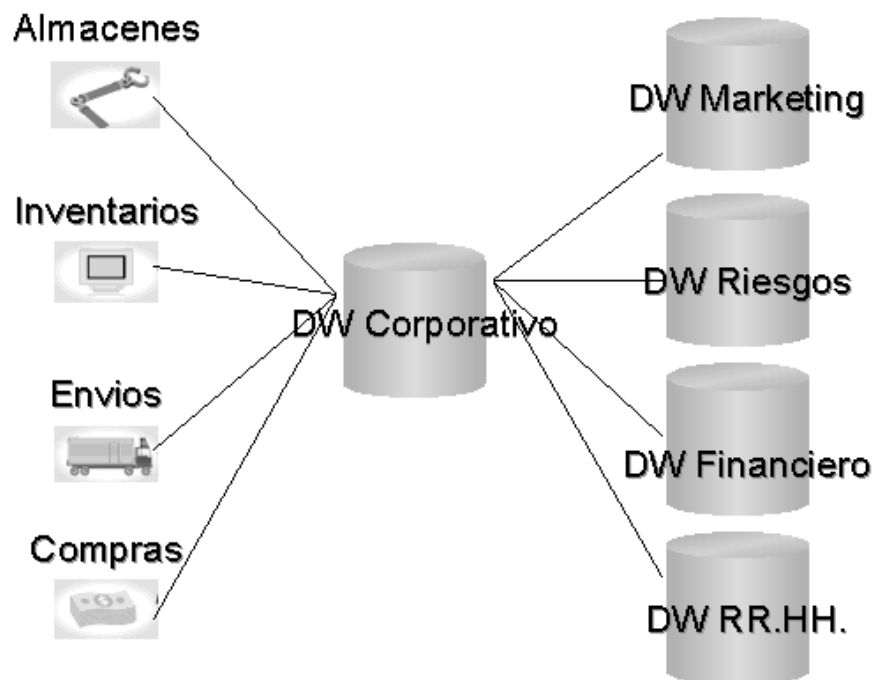 Almacenes
Inventarios
Envios
Compras
DW Corporativo
DW Marketing
DW Riesgos
DW Financiero
DW RR.HH.